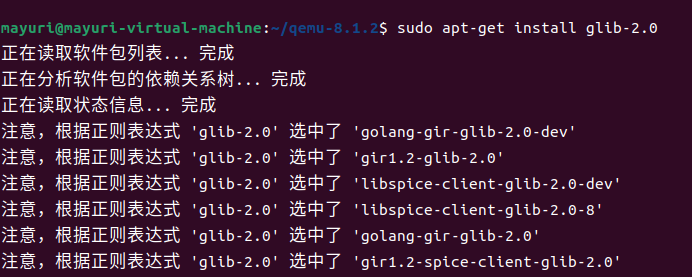 mayuri@mayuri-virtual-machine:~/qemu-8.1.2$ sudo apt-get install glib-2.0
正在读取软件包列表... 完成
正在分析软件包的依赖关系树... 完成
正在读取状态信息... 完成
注意，根据正则表达式 'glib-2.0' 选中了 'golang-gir-glib-2.0-dev'
注意，根据正则表达式 'glib-2.0' 选中了 'gir1.2-glib-2.0'
注意，根据正则表达式 'glib-2.0' 选中了 'libspice-client-glib-2.0-dev'
注意，根据正则表达式 'glib-2.0' 选中了 'libspice-client-glib-2.0-8'
注意，根据正则表达式 'glib-2.0' 选中了 'golang-gir-glib-2.0'
注意，根据正则表达式 'glib-2.0' 选中了 'gir1.2-spice-client-glib-2.0'